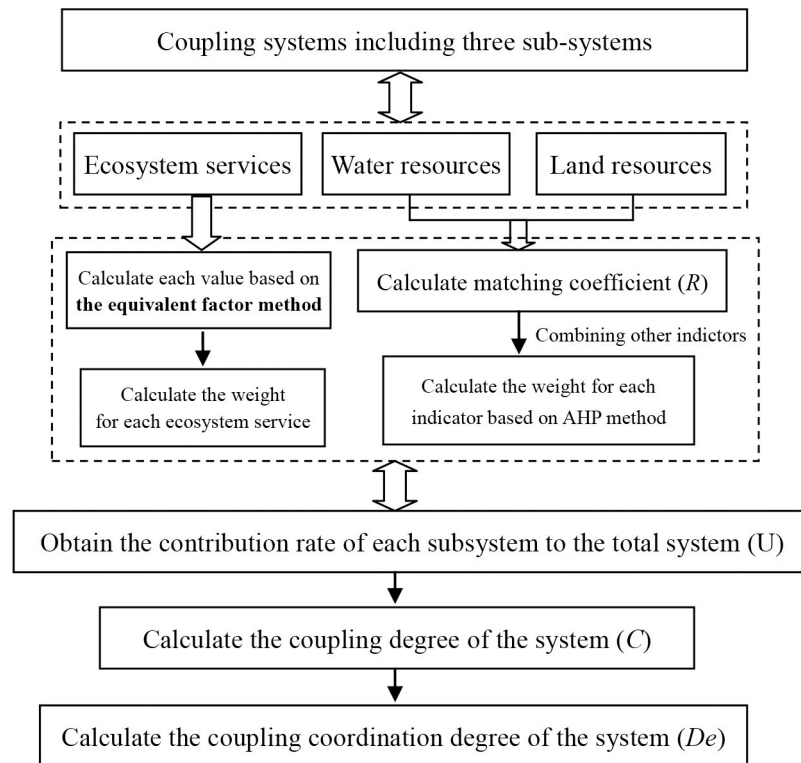 Coupling systems including three sub-systems
Ecosystem services
Water resources
Land resources
Calculate each value based on
the equivalent factor method
Calculate matching coefficient (R)
Combining other indictors
Calculate the weight
for each ecosystem service
Calculate the weight for each
indicator based on AHP method
Obtain the contribution rate of each subsystem to the total system (U)
Calculate the coupling degree of the system (C)
Calculate the coupling coordination degree of the system (De)